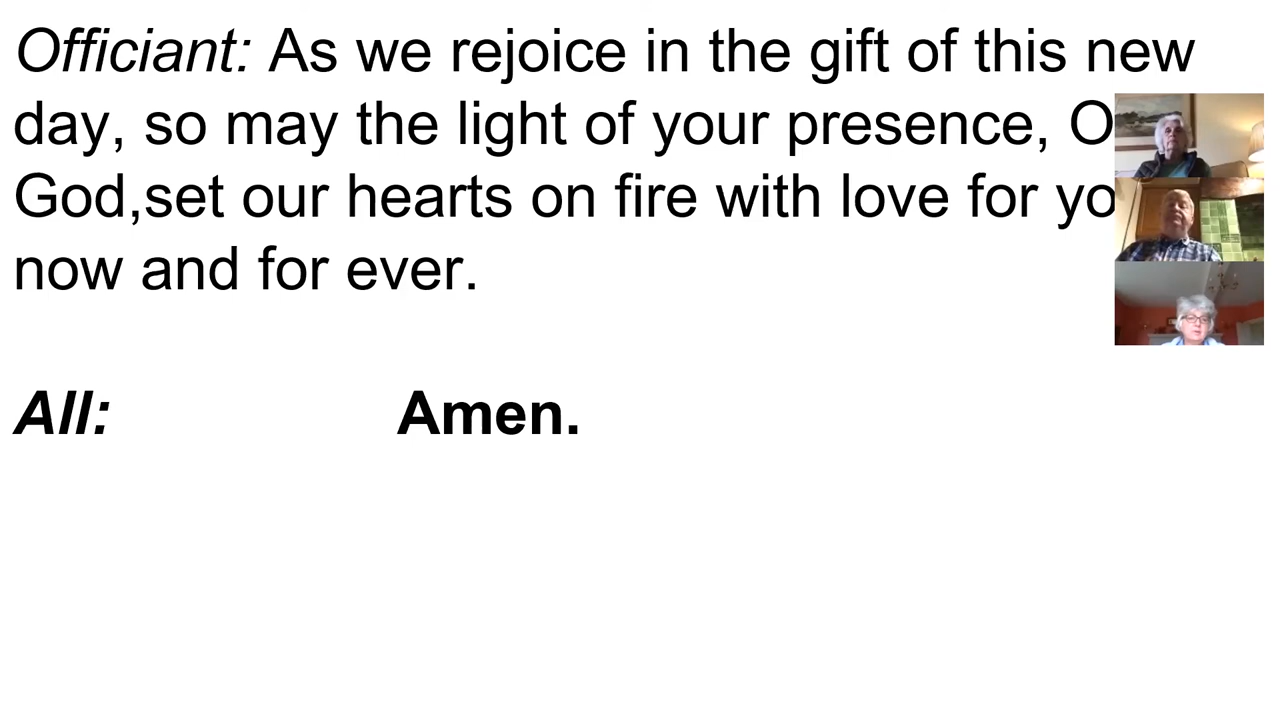 Officiant: As we rejoice in the gift of this new
day, so may the light of your presence, O
God,set our hearts on fire with love for
now and for ever.
All: Amen.